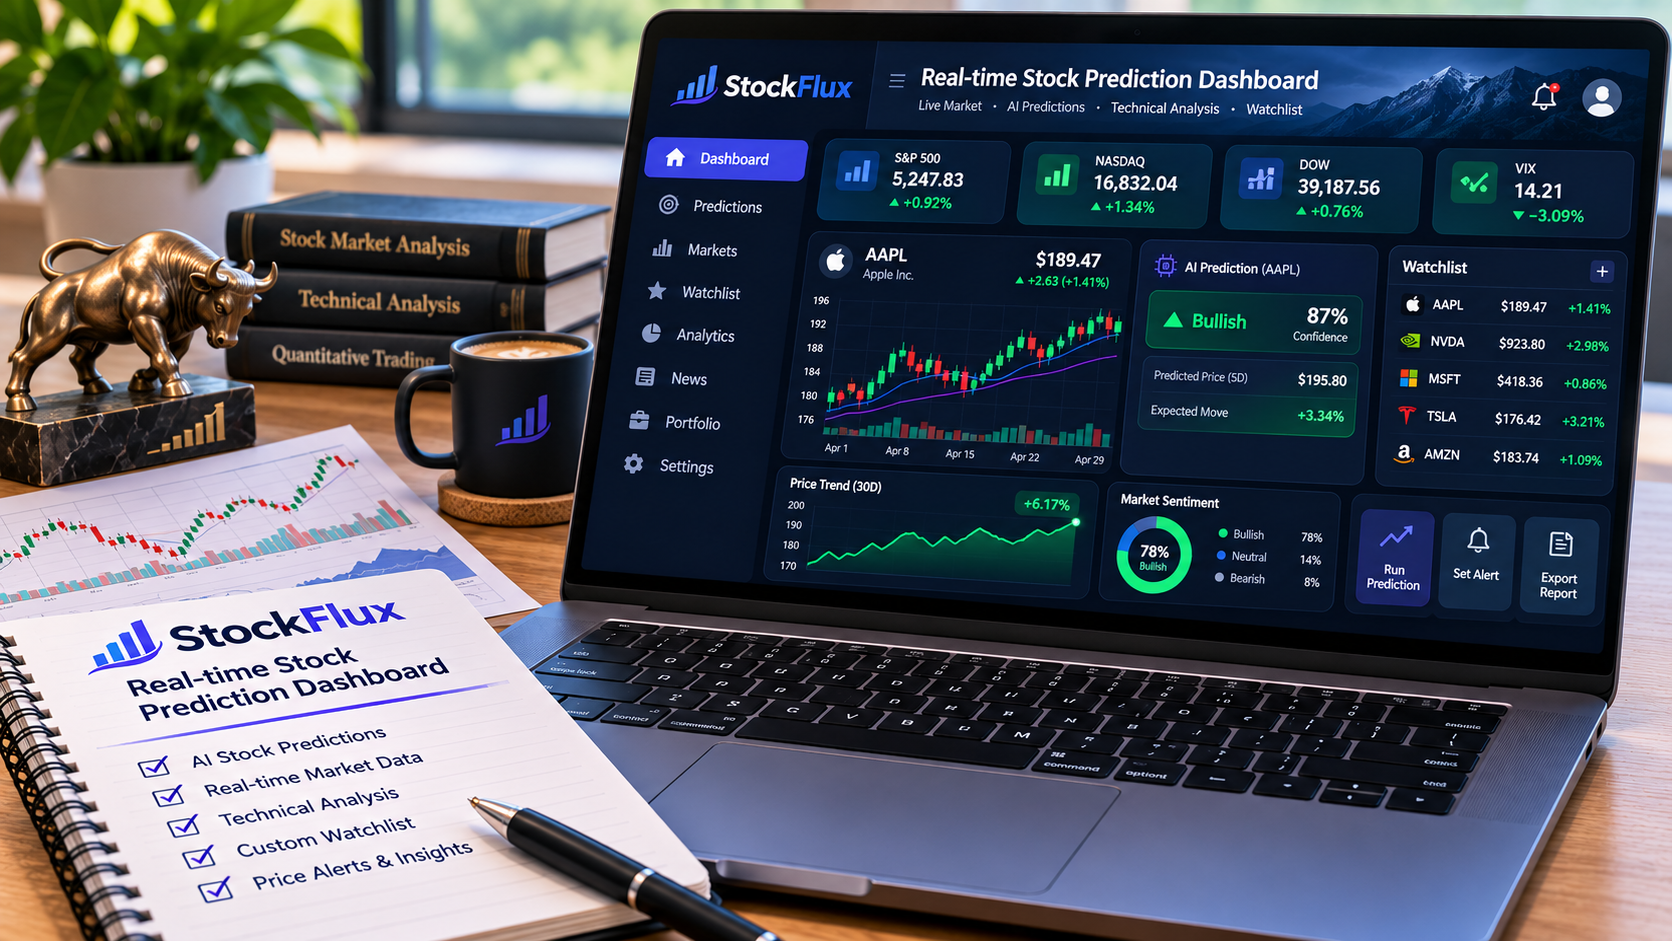 StockFlux
Real-time Stock Prediction Dashboard
Live Market • AI Predictions • Technical Analysis • Watchlist
Dashboard
Predictions
Markets
Watchlist
Analytics
News
Portfolio
Settings
S&P 500
5,247.83
▲ +0.92%
NASDAQ
16,832.04
▲ +1.34%
DOW
39,187.56
▲ +0.76%
VIX
14.21
▼ −3.09%
AAPL
Apple Inc.
$189.47
▲ +2.63 (+1.41%)
196
192
188
184
180
176
Apr 1
Apr 8
Apr 15
Apr 22
Apr 29
AI Prediction (AAPL)
▲ Bullish
87%
Confidence
Predicted Price (5D) $195.80
Expected Move +3.34%
Watchlist +
AAPL $189.47 +1.41%
NVDA $923.80 +2.98%
MSFT $418.36 +0.86%
TSLA $176.42 +3.21%
AMZN $183.74 +1.09%
Price Trend (30D)
+6.17%
200
190
180
170
Market Sentiment
78%
Bullish
Bullish 78%
Neutral 14%
Bearish 8%
Run
Prediction
Set Alert
Export
Report
Stock Market Analysis
Technical Analysis
Quantitative Trading
StockFlux
Real-time Stock
Prediction Dashboard
AI Stock Predictions
Real-time Market Data
Technical Analysis
Custom Watchlist
Price Alerts & Insights
C
V
B
N
M
command
option